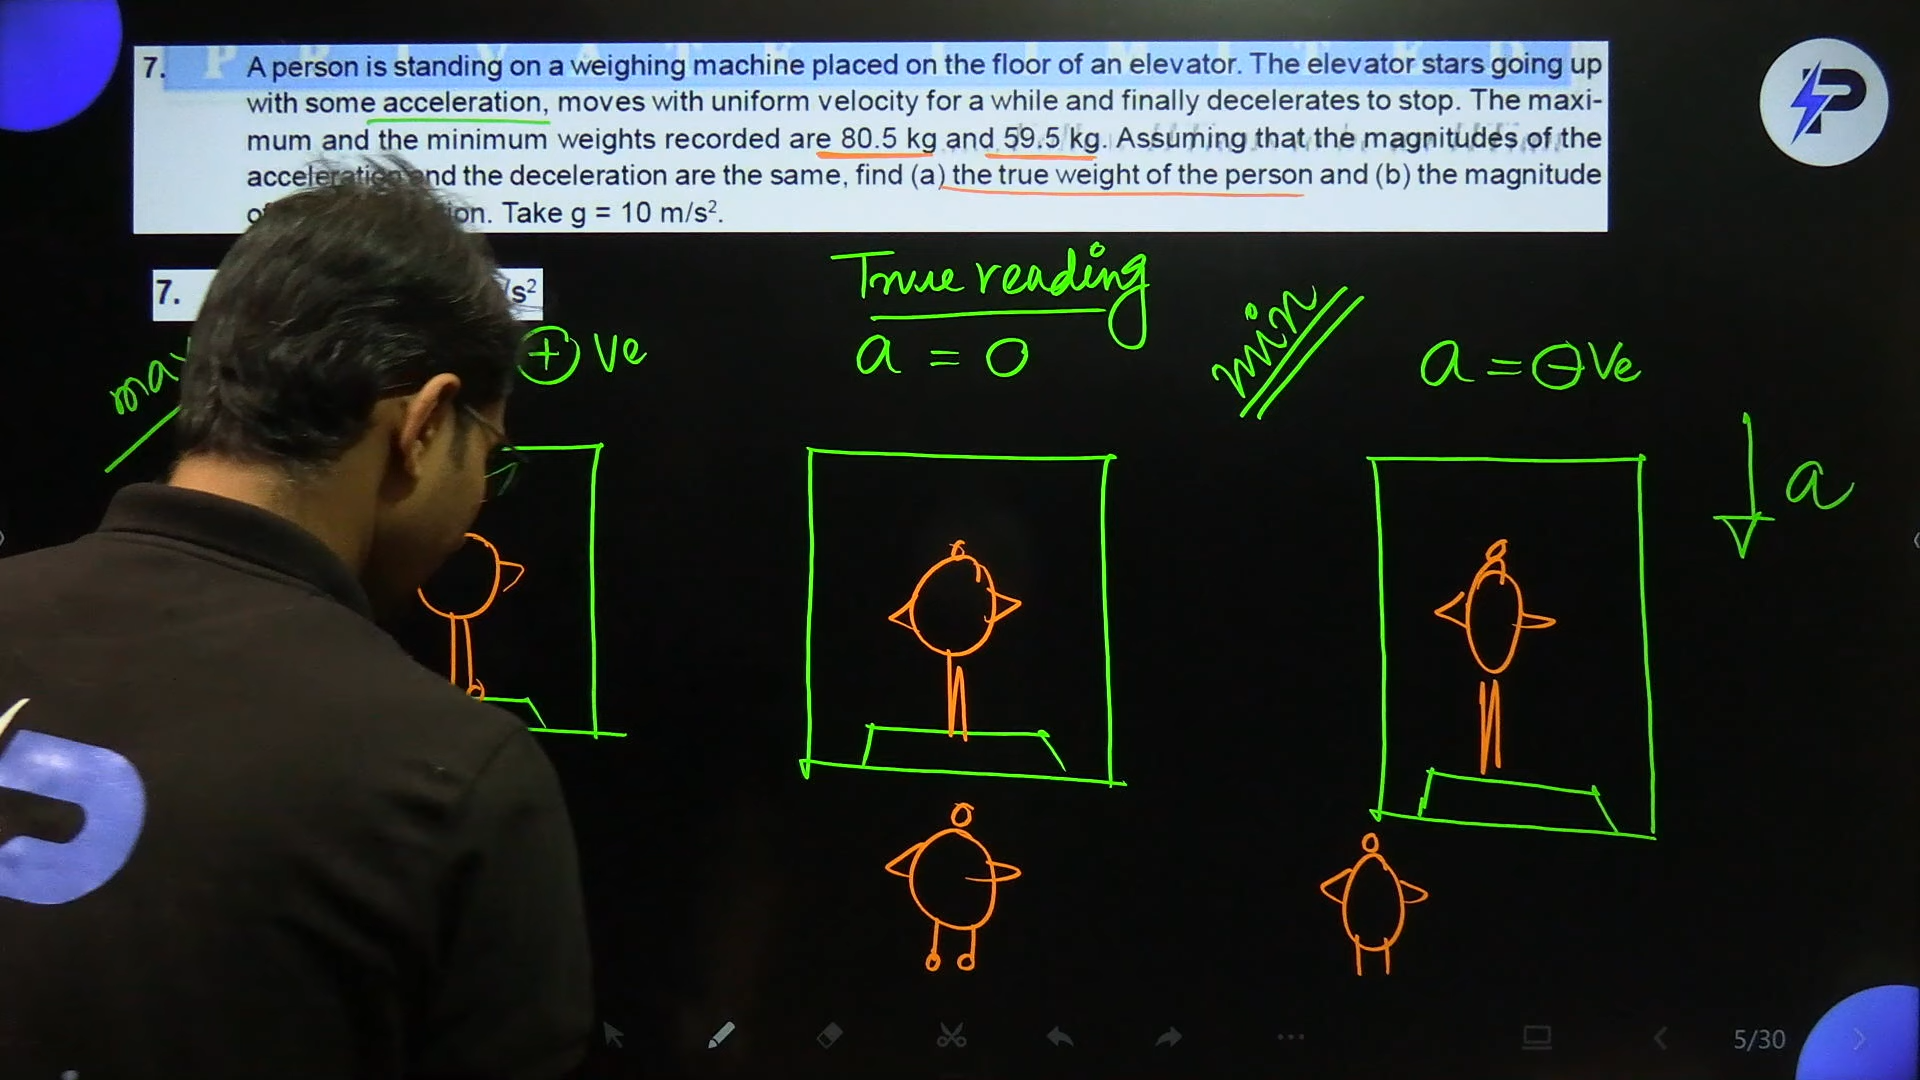 7. A person is standing on a weighing machine placed on the floor of an elevator. The elevator stars going up
with some acceleration, moves with uniform velocity for a while and finally decelerates to stop. The maxi-
mum and the minimum weights recorded are 80.5 kg and 59.5 kg. Assuming that the magnitudes of the
acceleration and the deceleration are the same, find (a) the true weight of the person and (b) the magnitude
Take g = 10 m/s².
7. /s²
True reading
⊕ ve
a = 0
min
a = ⊖ Ve
a
5/30